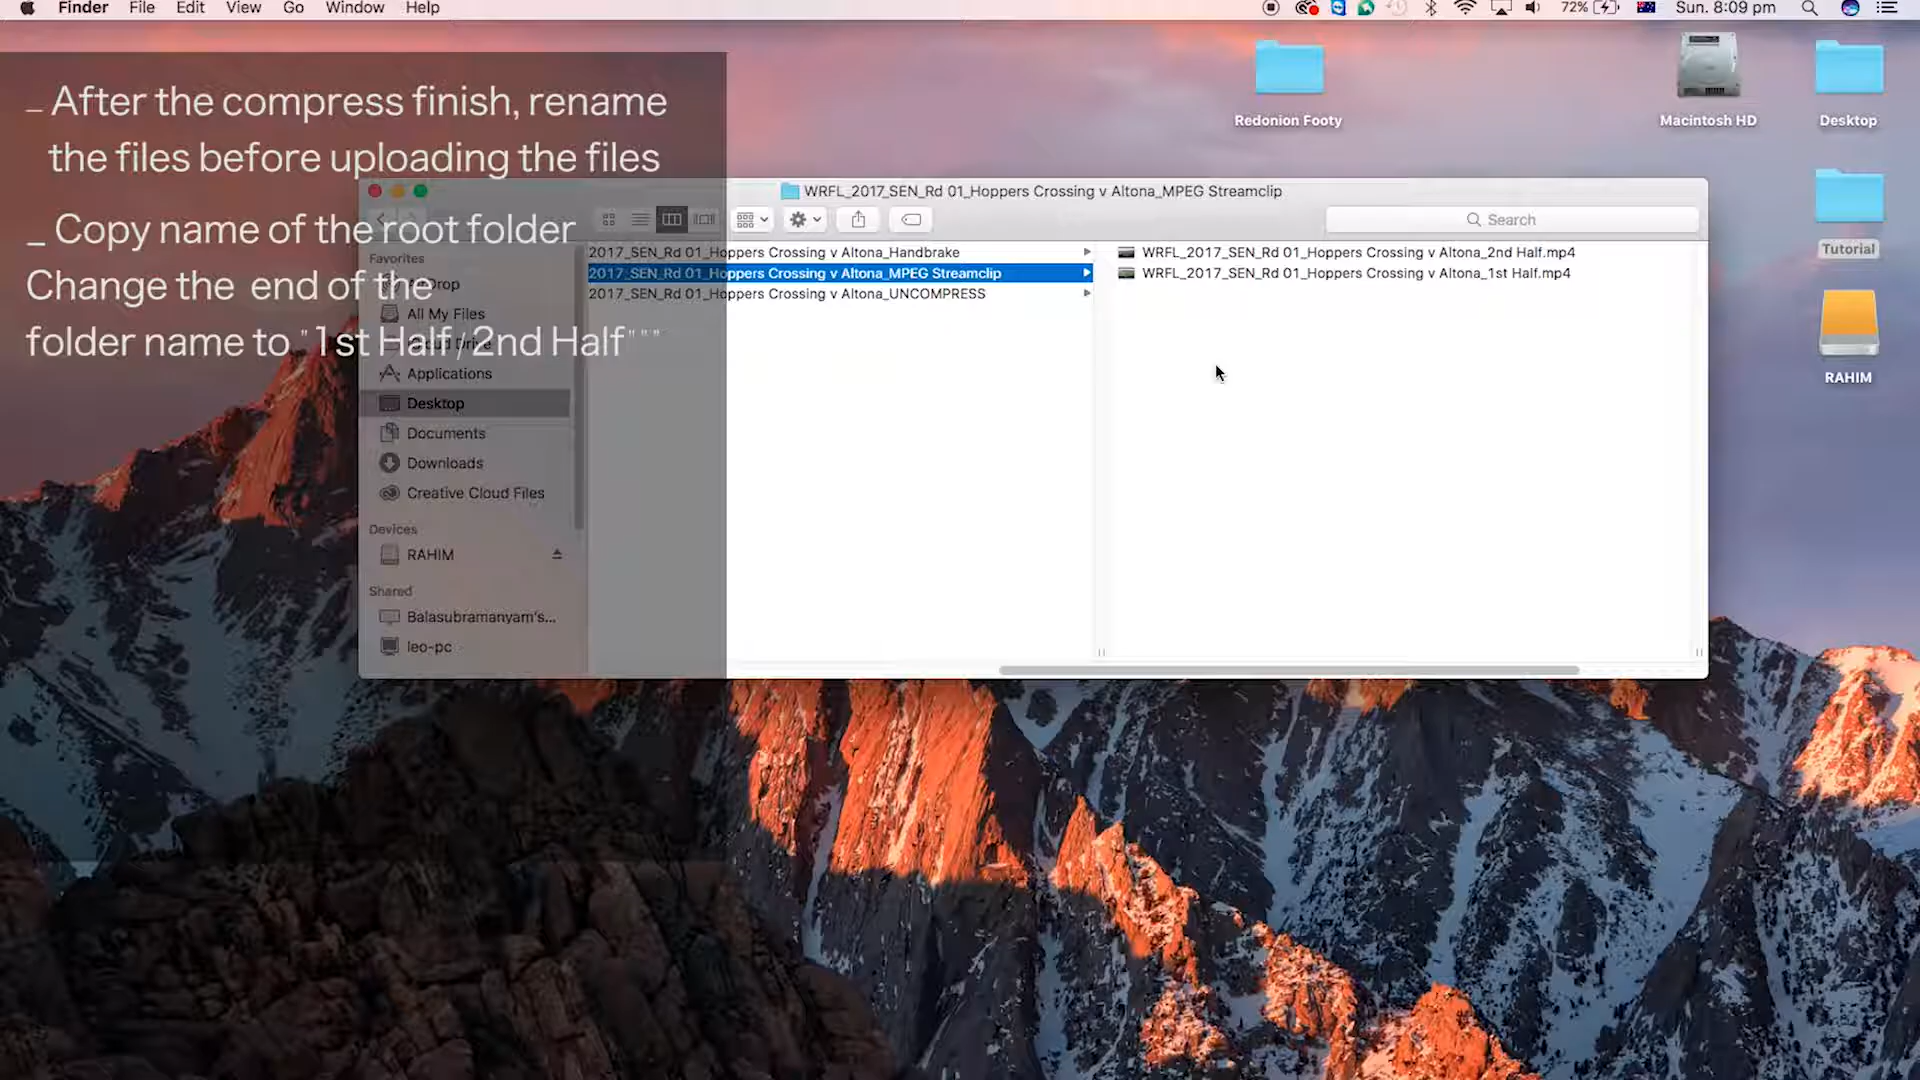 Finder File Edit View Go Window Help
72% Sun. 8:09 pm
_ After the compress finish, rename
the files before uploading the files
_ Copy name of the root folder
Change the end of the
folder name to "1st Half/2nd Half"""
WRFL_2017_SEN_Rd 01_Hoppers Crossing v Altona_MPEG Streamclip
Search
Favorites
AirDrop
All My Files
iCloud Drive
Applications
Desktop
Documents
Downloads
Creative Cloud Files
Devices
RAHIM
Shared
Balasubramanyam's...
leo-pc
2017_SEN_Rd 01_Hoppers Crossing v Altona_Handbrake
2017_SEN_Rd 01_Hoppers Crossing v Altona_MPEG Streamclip
2017_SEN_Rd 01_Hoppers Crossing v Altona_UNCOMPRESS
WRFL_2017_SEN_Rd 01_Hoppers Crossing v Altona_2nd Half.mp4
WRFL_2017_SEN_Rd 01_Hoppers Crossing v Altona_1st Half.mp4
Redonion Footy
Macintosh HD
Desktop
Tutorial
RAHIM